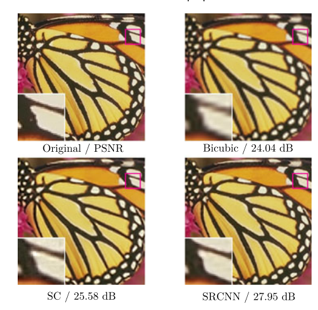 Original / PSNR
Bicubic / 24.04 dB
SC / 25.58 dB
SRCNN / 27.95 dB